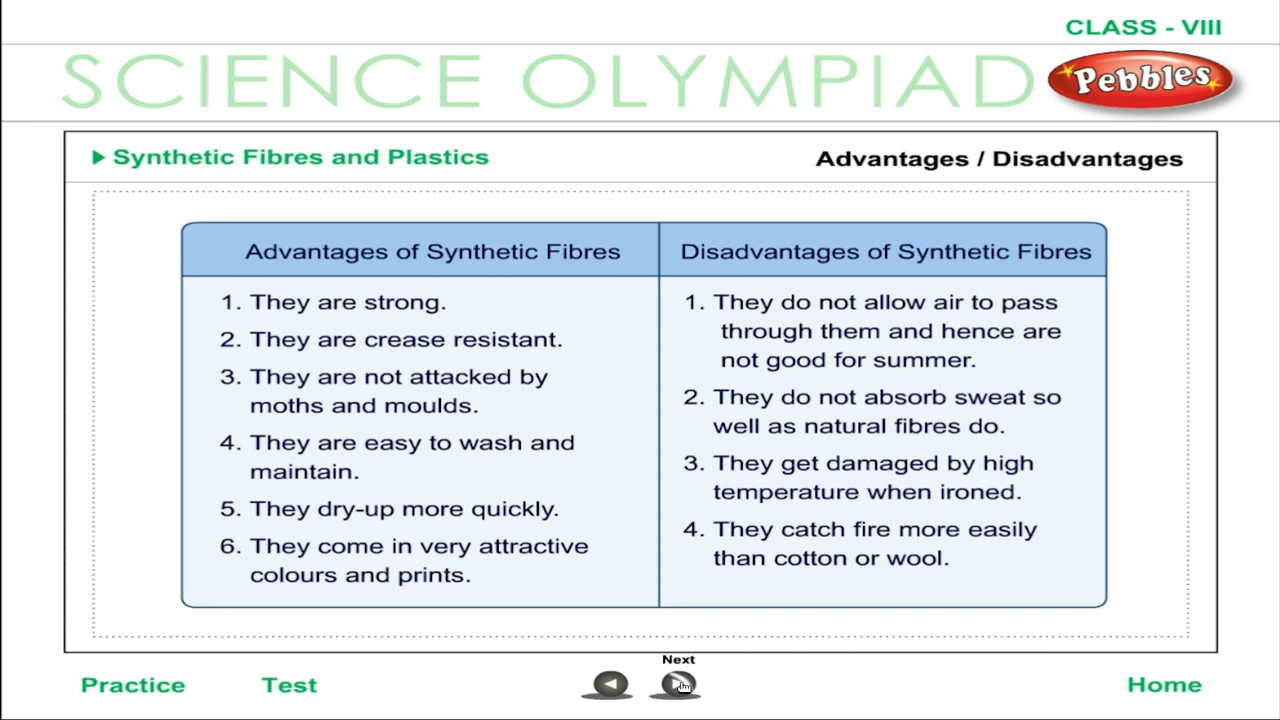 CLASS - VIII
SCIENCE OLYMPIAD
Pebbles
Synthetic Fibres and Plastics
Advantages / Disadvantages
Advantages of Synthetic Fibres
1. They are strong.
2. They are crease resistant.
3. They are not attacked by
moths and moulds.
4. They are easy to wash and
maintain.
5. They dry-up more quickly.
6. They come in very attractive
colours and prints.
Disadvantages of Synthetic Fibres
1. They do not allow air to pass
through them and hence are
not good for summer.
2. They do not absorb sweat so
well as natural fibres do.
3. They get damaged by high
temperature when ironed.
4. They catch fire more easily
than cotton or wool.
Next
Practice
Test
Home